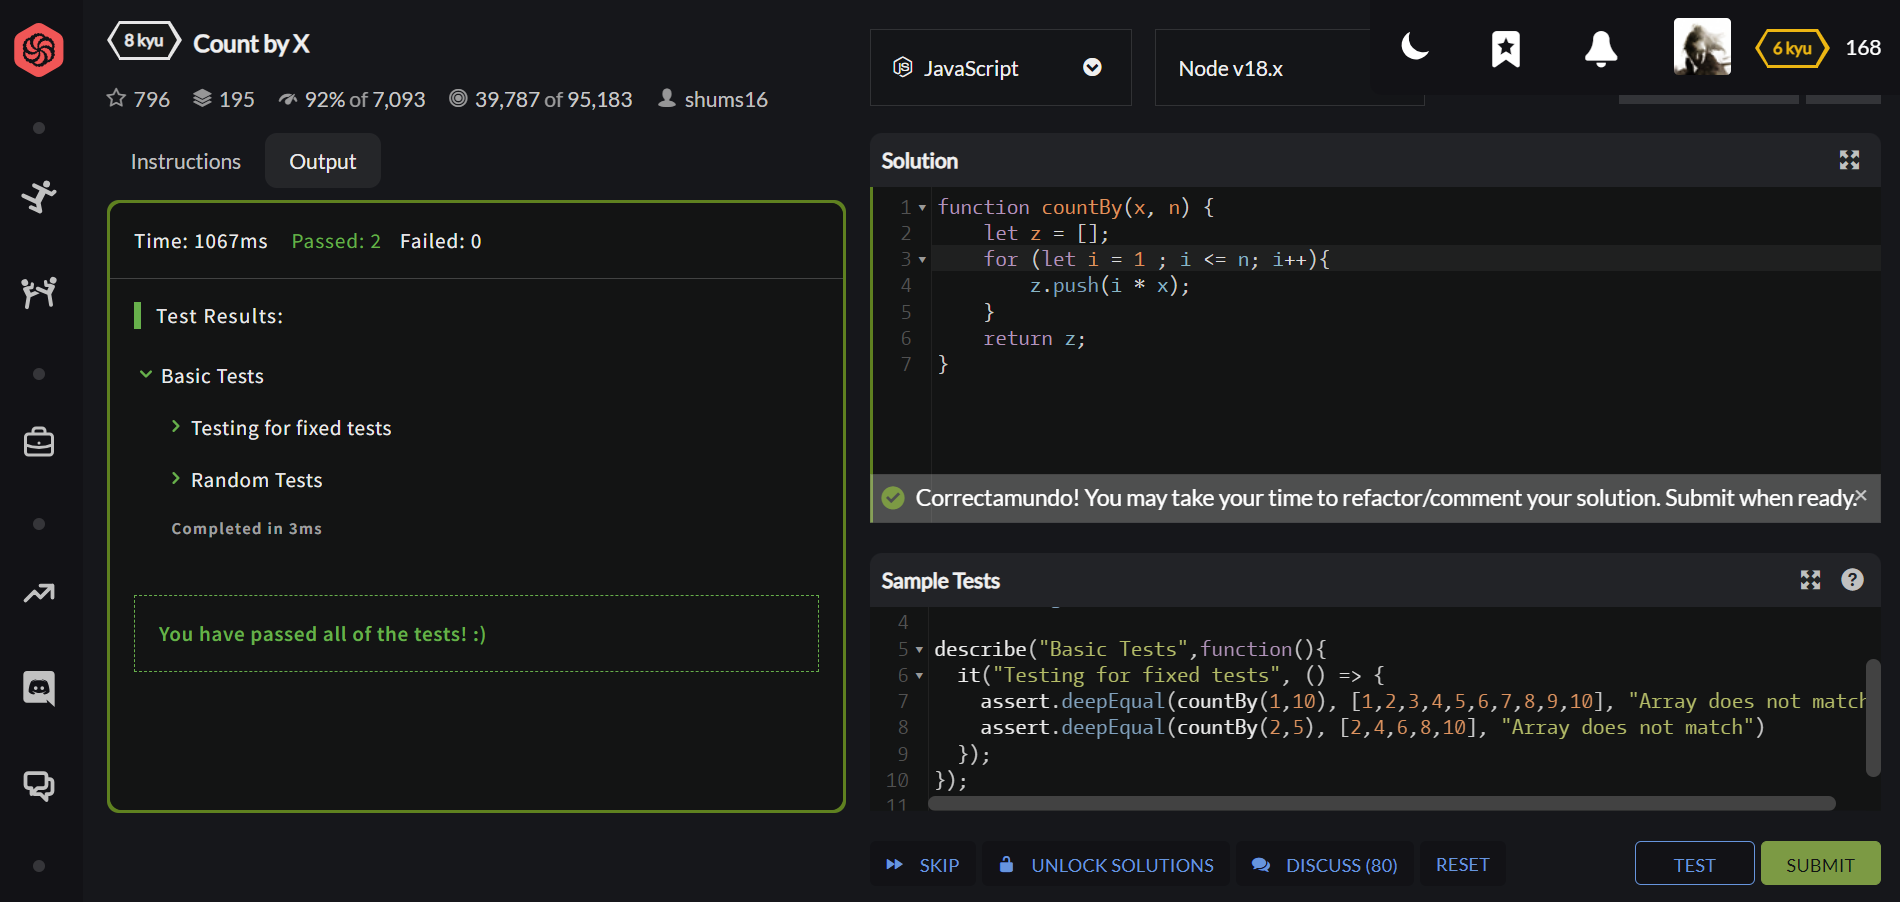 8 kyu Count by X
796 195 92% of 7,093 39,787 of 95,183 shums16
JavaScript
Node v18.x
6 kyu 168
Instructions Output
Time: 1067ms Passed: 2 Failed: 0
Test Results:
Basic Tests
Testing for fixed tests
Random Tests
Completed in 3ms
You have passed all of the tests! :)
Solution
1 function countBy(x, n) {
2 let z = [];
3 for (let i = 1 ; i <= n; i++){
4 z.push(i * x);
5 }
6 return z;
7 }
Correctamundo! You may take your time to refactor/comment your solution. Submit when ready.
Sample Tests
4
5 describe("Basic Tests",function(){
6 it("Testing for fixed tests", () => {
7 assert.deepEqual(countBy(1,10), [1,2,3,4,5,6,7,8,9,10], "Array does not match
8 assert.deepEqual(countBy(2,5), [2,4,6,8,10], "Array does not match")
9 });
10 });
11
SKIP UNLOCK SOLUTIONS DISCUSS (80) RESET TEST SUBMIT